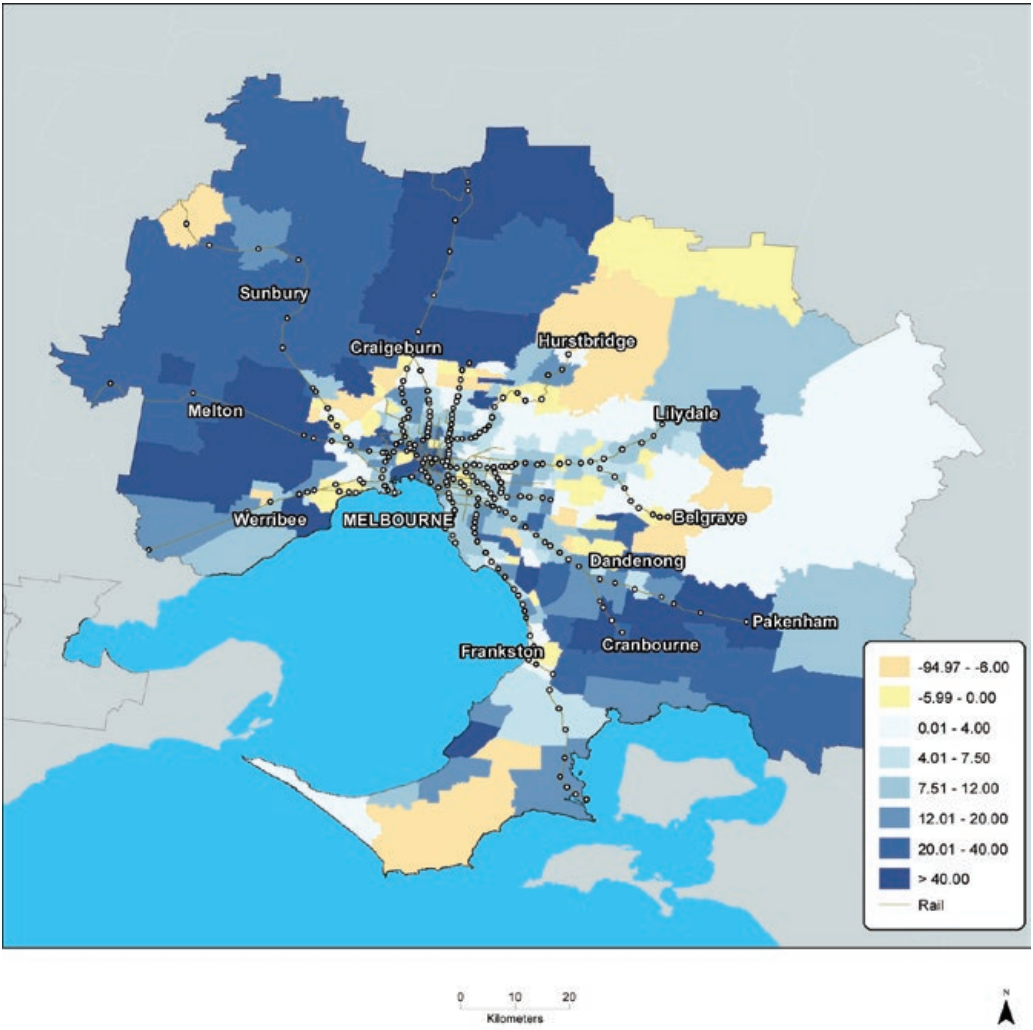 Sunbury
Hurstbridge
Craigeburn
Melton
Lilydale
Werribee
MELBOURNE
Belgrave
Dandenong
Pakenham
Cranbourne
Frankston
-94.97 - -6.00
-5.99 - 0.00
0.01 - 4.00
4.01 - 7.50
7.51 - 12.00
12.01 - 20.00
20.01 - 40.00
> 40.00
Rail
0 10 20
Kilometers
N